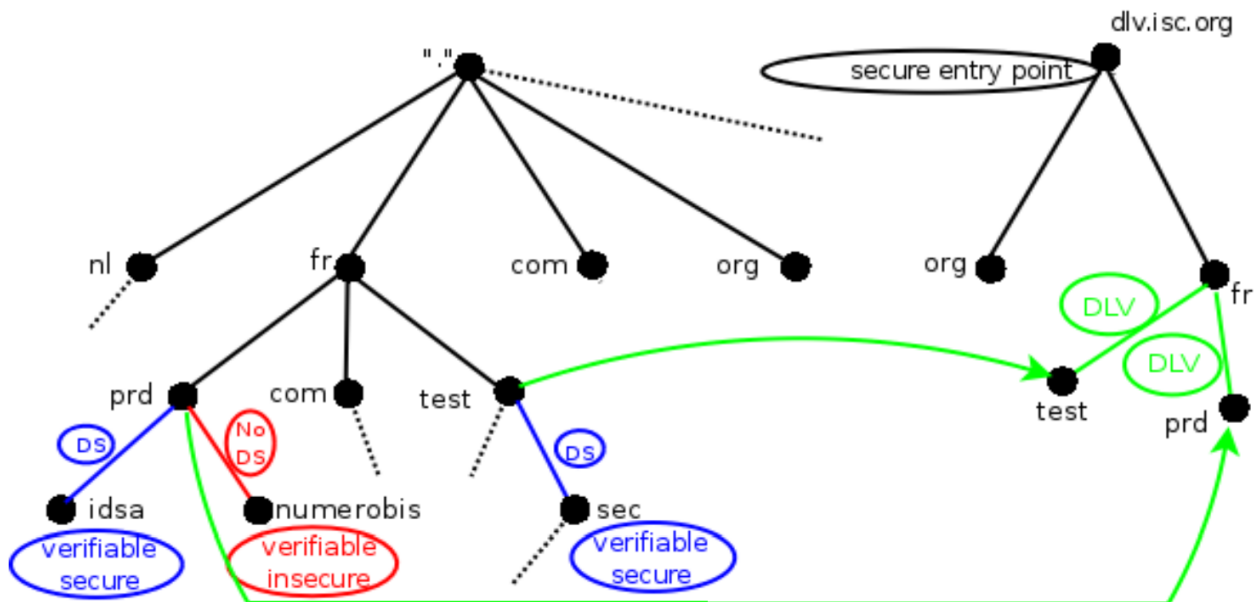 dlv.isc.org
"."
secure entry point
nl
fr
com
org
org
fr
DLV
DLV
prd
com
test
test
prd
DS
No
DS
DS
idsa
numerobis
sec
verifiable
secure
verifiable
insecure
verifiable
secure